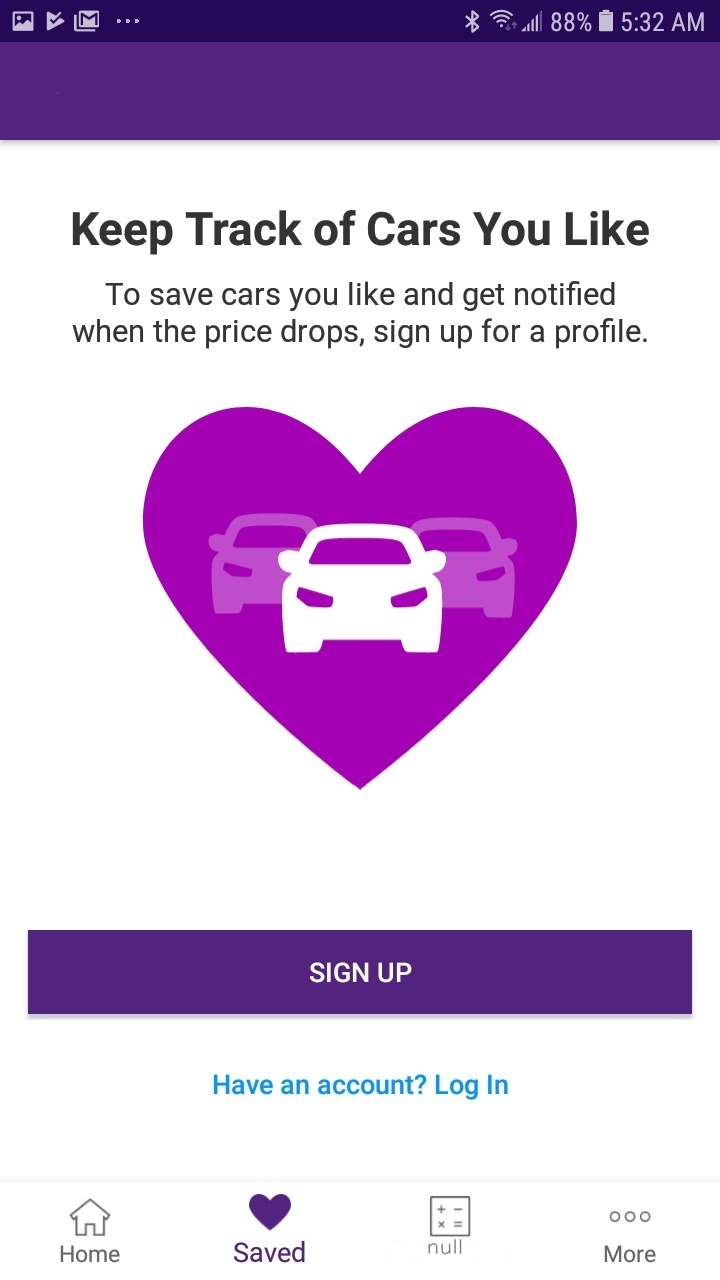 88% 5:32 AM
Keep Track of Cars You Like
To save cars you like and get notified
when the price drops, sign up for a profile.
SIGN UP
Have an account? Log In
Home
Saved
null
More